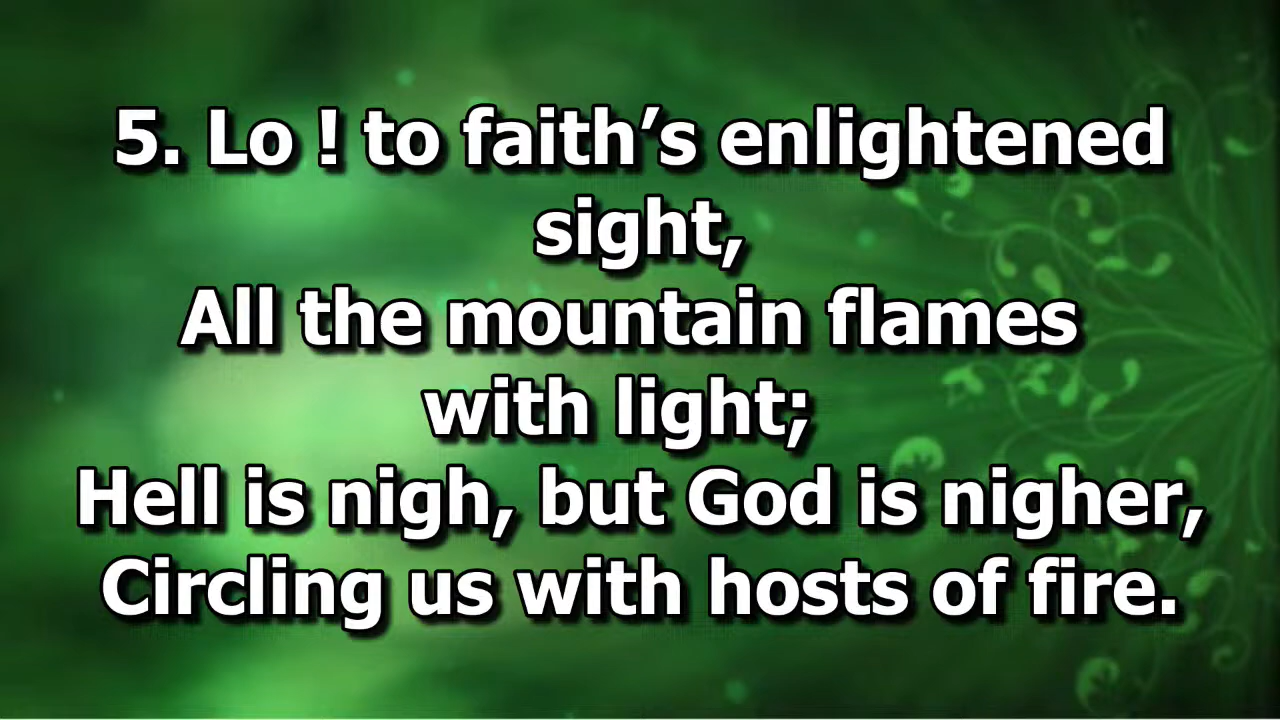 5. Lo ! to faith’s enlightened
sight,
All the mountain flames
with light;
Hell is nigh, but God is nigher,
Circling us with hosts of fire.